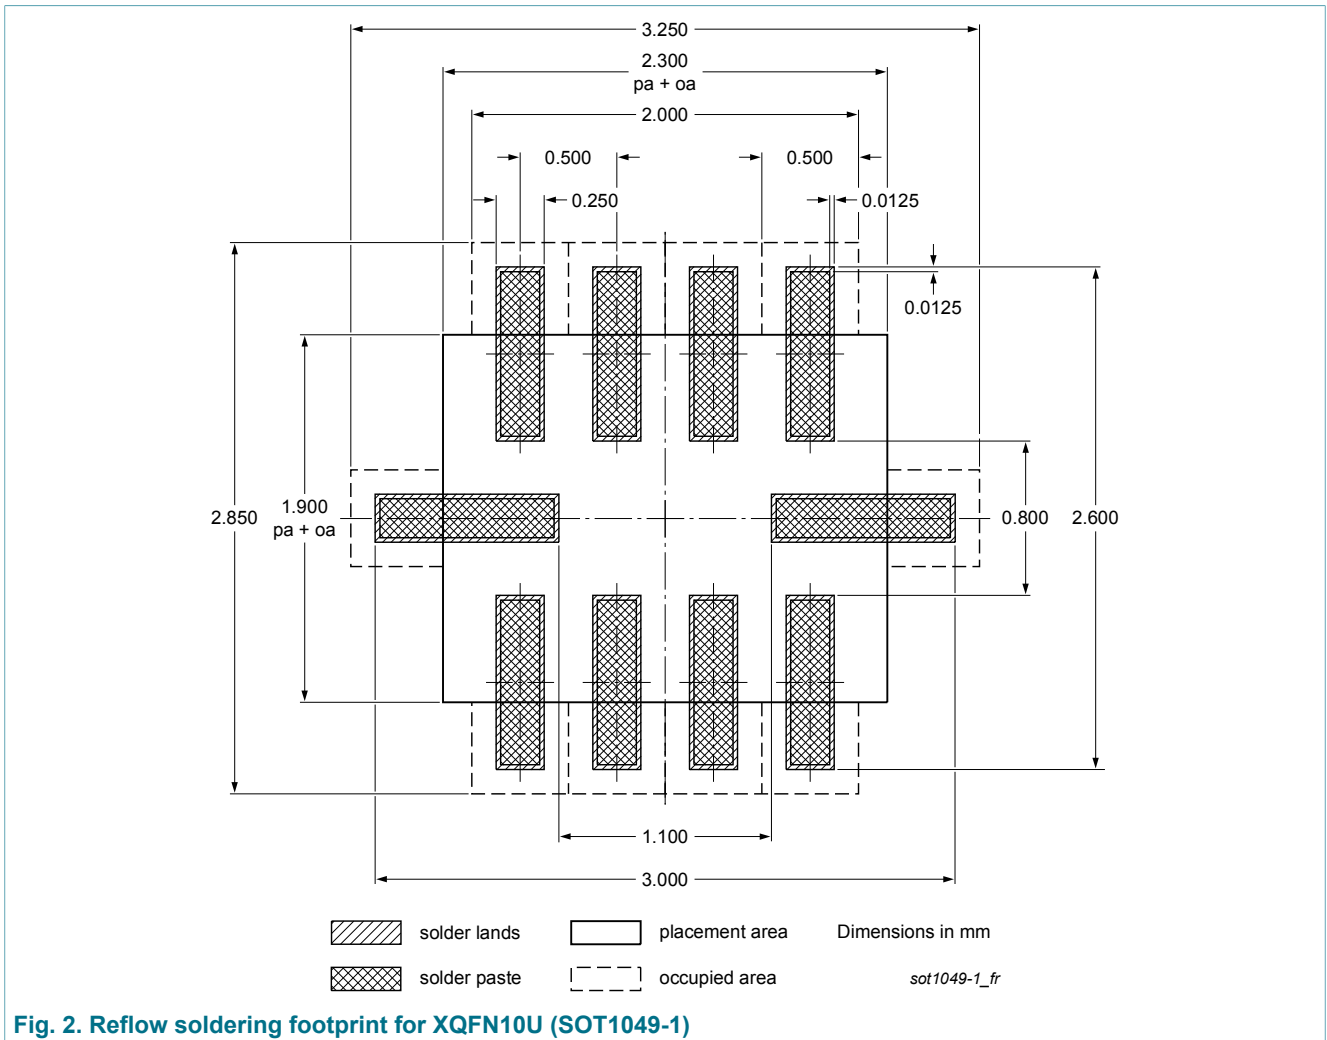 3.250
2.300
pa + oa
2.000
0.500
0.500
0.250
0.0125
0.0125
2.850
1.900
pa + oa
0.800
2.600
1.100
3.000
solder lands
placement area
Dimensions in mm
solder paste
occupied area
sot1049-1_fr
Fig. 2. Reflow soldering footprint for XQFN10U (SOT1049-1)